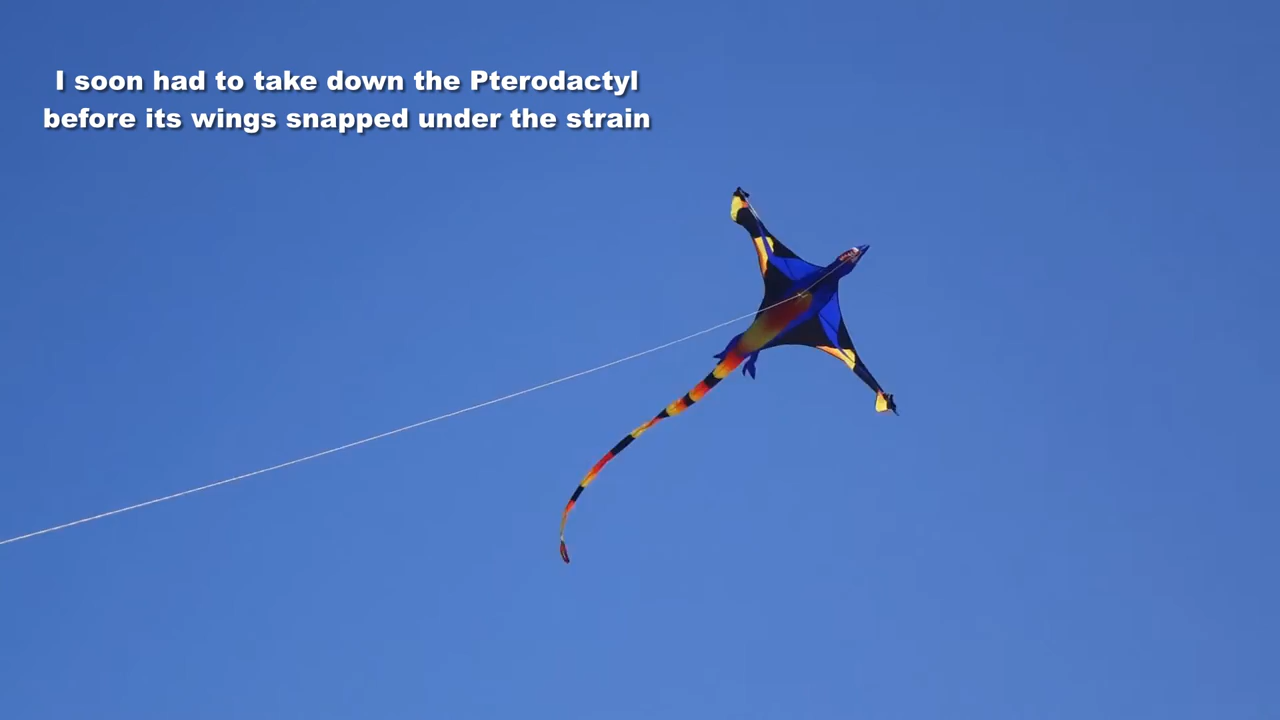 I soon had to take down the Pterodactyl
before its wings snapped under the strain